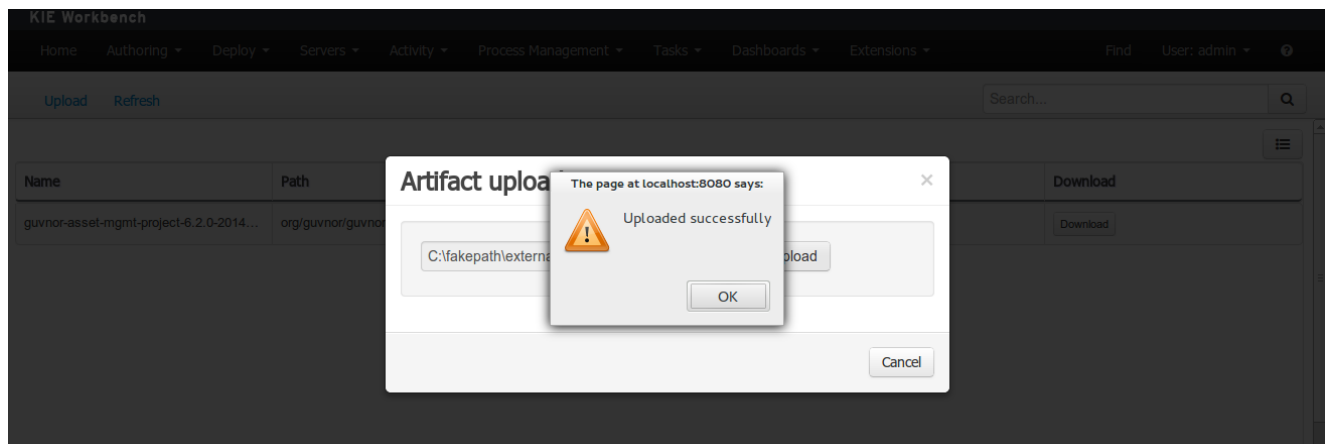 KIE Workbench
Home Authoring Deploy Servers Activity Process Management Tasks Dashboards Extensions Find User: admin
Upload Refresh Search...
Name Path Download
guvnor-asset-mgmt-project-6.2.0-2014... org/guvnor/guvnor Download
Artifact uploa
The page at localhost:8080 says:
Uploaded successfully
C:\fakepath\externa pload
OK
Cancel